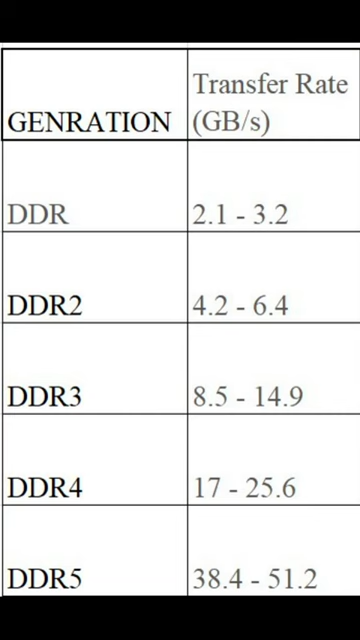 GENRATION Transfer Rate (GB/s)
DDR 2.1 - 3.2
DDR2 4.2 - 6.4
DDR3 8.5 - 14.9
DDR4 17 - 25.6
DDR5 38.4 - 51.2